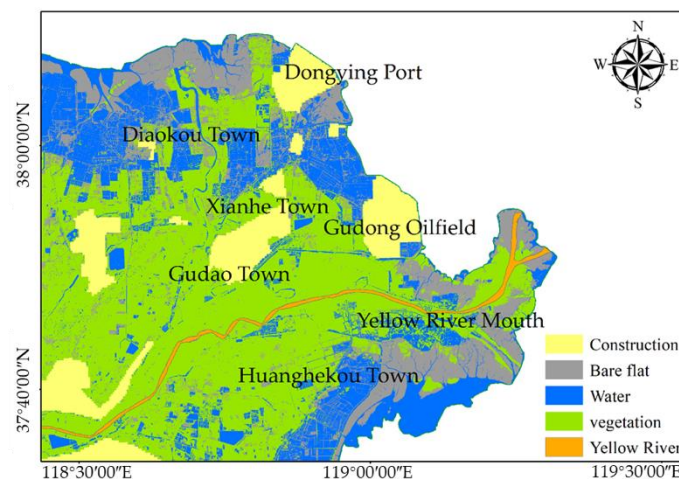 N
W E
S
Dongying Port
Diaokou Town
Xianhe Town
Gudong Oilfield
Gudao Town
Yellow River Mouth
Huanghekou Town
Construction
Bare flat
Water
vegetation
Yellow River
38°00′00″N
37°40′00″N
118°30′00″E 119°00′00″E 119°30′00″E